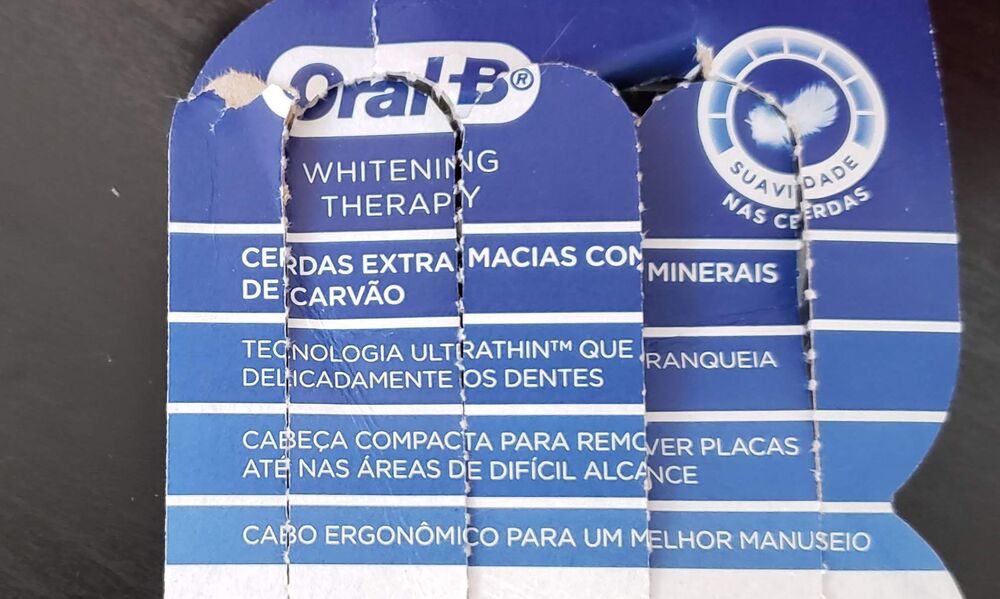 Oral-B®
WHITENING
THERAPY
SUAVIDADE
NAS CERDAS
CERDAS EXTRA MACIAS COM MINERAIS
DE CARVÃO
TECNOLOGIA ULTRATHIN™ QUE RANQUEIA
DELICADAMENTE OS DENTES
CABEÇA COMPACTA PARA REMOVER PLACAS
ATÉ NAS ÁREAS DE DIFÍCIL ALCANCE
CABO ERGONÔMICO PARA UM MELHOR MANUSEIO